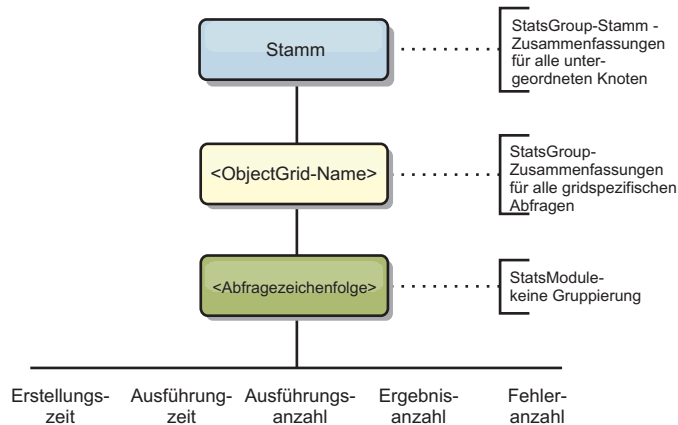 Stamm
StatsGroup-Stamm -
Zusammenfassungen
für alle unter-
geordneten Knoten
<ObjectGrid-Name>
StatsGroup-
Zusammenfassungen
für alle gridspezifischen
Abfragen
<Abfragezeichenfolge>
StatsModule-
keine Gruppierung
Erstellungs-
zeit
Ausführung-
zeit
Ausführungs-
anzahl
Ergebnis-
anzahl
Fehler-
anzahl